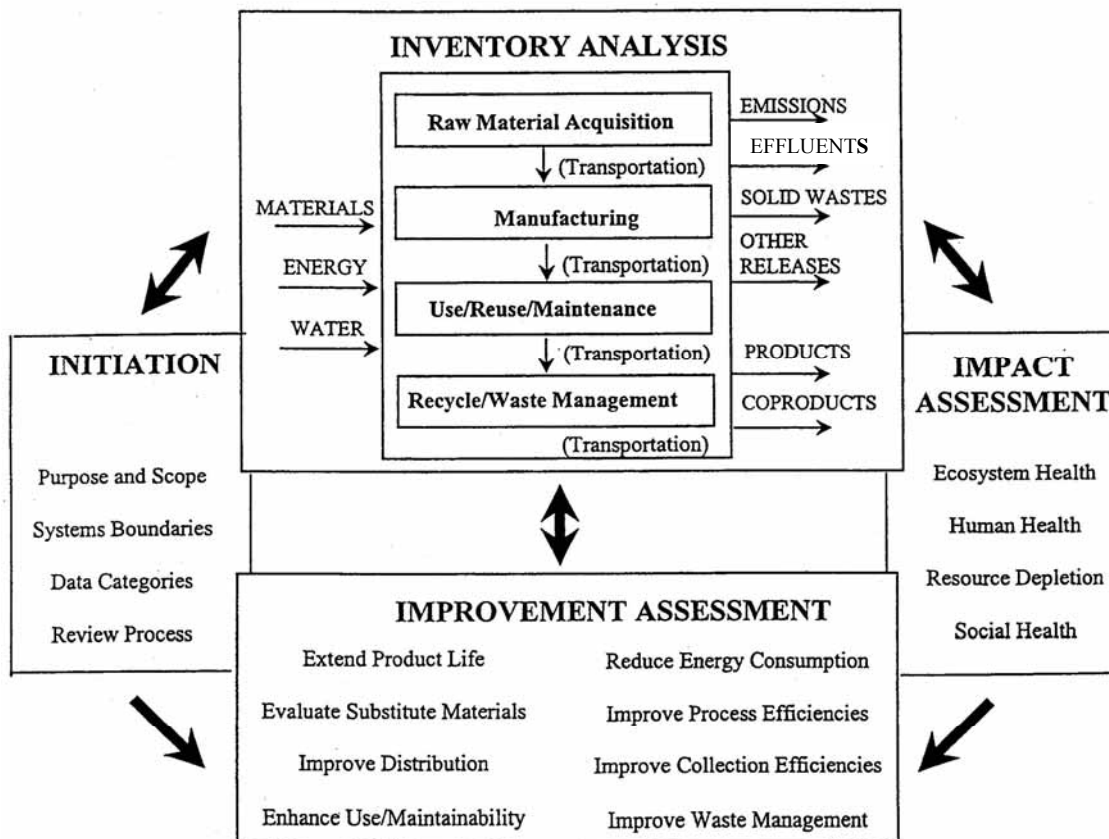 INVENTORY ANALYSIS
Raw Material Acquisition
(Transportation)
Manufacturing
(Transportation)
Use/Reuse/Maintenance
(Transportation)
Recycle/Waste Management
(Transportation)
MATERIALS
ENERGY
WATER
EMISSIONS
EFFLUENTS
SOLID WASTES
OTHER
RELEASES
PRODUCTS
COPRODUCTS
INITIATION
Purpose and Scope
Systems Boundaries
Data Categories
Review Process
IMPACT
ASSESSMENT
Ecosystem Health
Human Health
Resource Depletion
Social Health
IMPROVEMENT ASSESSMENT
Extend Product Life
Evaluate Substitute Materials
Improve Distribution
Enhance Use/Maintainability
Reduce Energy Consumption
Improve Process Efficiencies
Improve Collection Efficiencies
Improve Waste Management